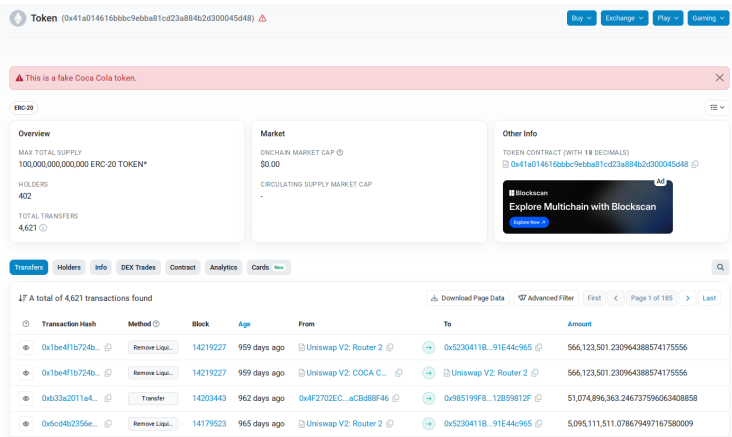 Token (0x41a014616bbbc9ebba81cd23a884b2d300045d48)
Buy Exchange Play Gaming
This is a fake Coca Cola token.
ERC-20
Overview
MAX TOTAL SUPPLY
100,000,000,000,000 ERC-20 TOKEN*
HOLDERS
402
TOTAL TRANSFERS
4,621
Market
ONCHAIN MARKET CAP
$0.00
CIRCULATING SUPPLY MARKET CAP
-
Other Info
TOKEN CONTRACT (WITH 18 DECIMALS)
0x41a014616bbbc9ebba81cd23a884b2d300045d48
Ad
Blockscan
Explore Multichain with Blockscan
Explore Now
Transfers Holders Info DEX Trades Contract Analytics Cards New
A total of 4,621 transactions found
Download Page Data Advanced Filter First Page 1 of 185 Last
Transaction Hash Method Block Age From To Amount
0x1be4f1b724b... Remove Liqui... 14219227 959 days ago Uniswap V2: Router 2 0x5230411B...91E44c965 566,123,501.230964388574175556
0x1be4f1b724b... Remove Liqui... 14219227 959 days ago Uniswap V2: COCA C... Uniswap V2: Router 2 566,123,501.230964388574175556
0xb33a2011a4... Transfer 14203443 962 days ago 0x4F2702EC...aCBd88F46 0x985199F8...12B59812F 51,074,896,363.246737596063408858
0x6cd4b2356e... Remove Liqui... 14179523 965 days ago Uniswap V2: Router 2 0x5230411B...91E44c965 5,095,111,511.078679497167580009